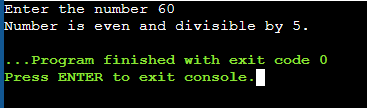 Enter the number 60
Number is even and divisible by 5.
...Program finished with exit code 0
Press ENTER to exit console.